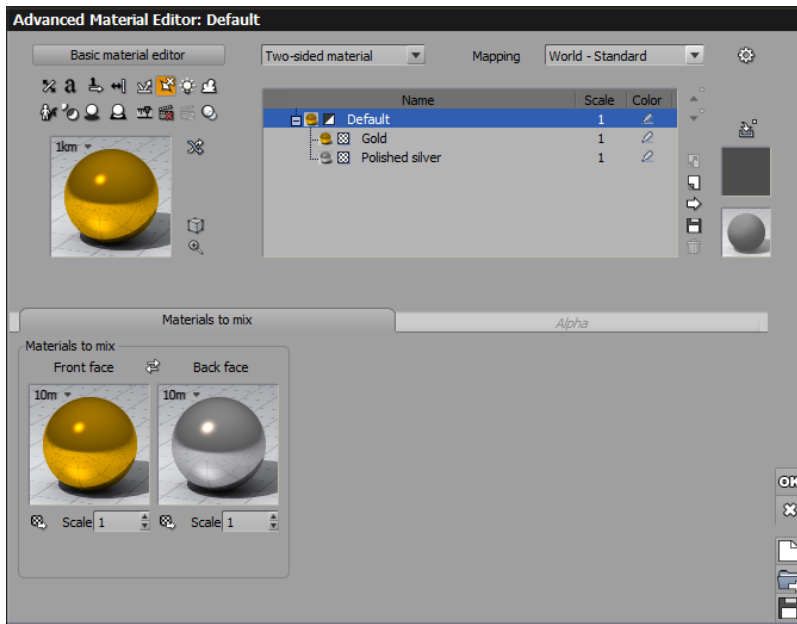 Advanced Material Editor: Default
Basic material editor
Two-sided material
Mapping
World - Standard
Name Scale Color
Default 1
Gold 1
Polished silver 1
1km
Materials to mix
Alpha
Materials to mix
Front face
Back face
10m
10m
Scale 1
Scale 1
OK